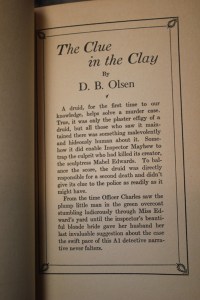 The Clue
in the Clay
By
D. B. Olsen
A druid, for the first time to our
knowledge, helps solve a murder case.
True, it was only the plaster effigy of a
druid, but all those who saw it main-
tained there was something malevolently
and hideously human about it. Some-
how it did enable Inspector Mayhew to
trap the culprit who had killed its creator,
the sculptress Mabel Edwards. To bal-
ance the score, the druid was directly
responsible for a second death and didn't
give its clue to the police as readily as it
might have.
From the time Officer Charles saw the
plump little man in the green overcoat
stumbling ludicrously through Miss Ed-
ward's yard until the inspector's beauti-
ful blonde bride gave her husband her
last invaluable suggestion about the case
the swift pace of this A1 detective narra-
tive never falters.